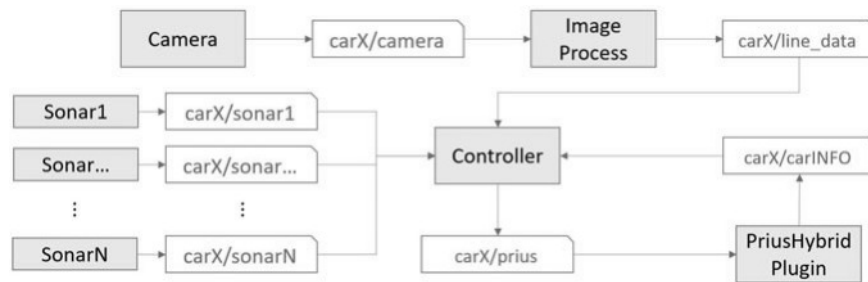 Camera
carX/camera
Image
Process
carX/line_data
Sonar1
carX/sonar1
Sonar...
carX/sonar...
Controller
carX/carINFO
⋮
⋮
SonarN
carX/sonarN
carX/prius
PriusHybrid
Plugin